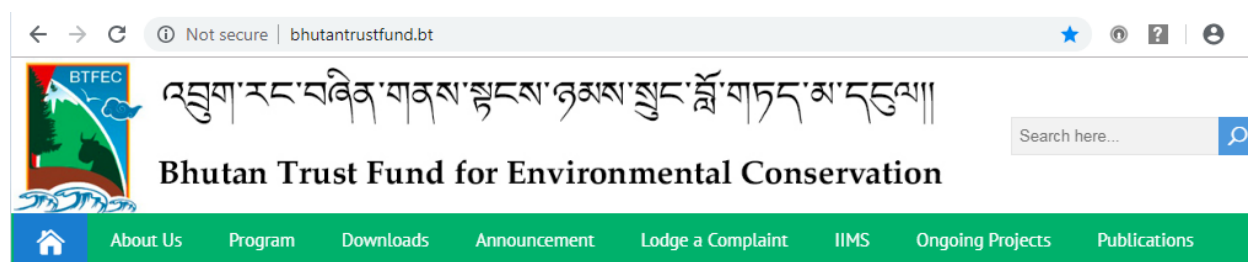 Not secure | bhutantrustfund.bt
BTFEC
འབྲུག་རང་བཞིན་གནས་སྟངས་ཉམས་སྲུང་བློ་གཏད་མ་དངུལ།།
Search here...
Bhutan Trust Fund for Environmental Conservation
About Us Program Downloads Announcement Lodge a Complaint IIMS Ongoing Projects Publications